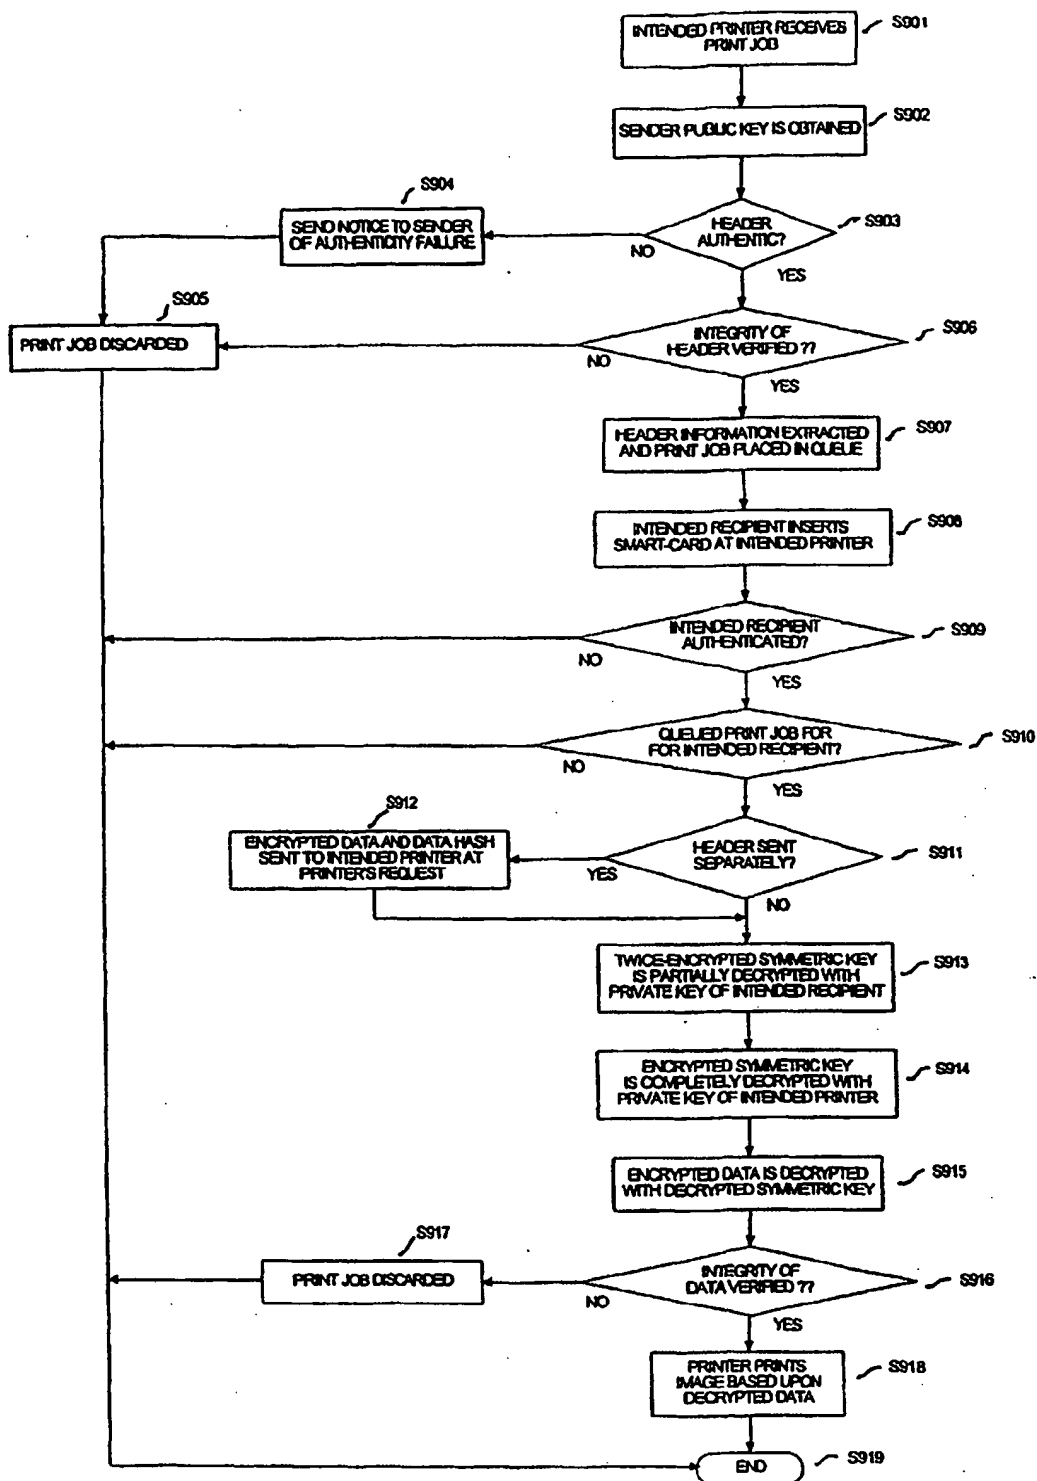 INTENDED PRINTER RECEIVES
PRINT JOB
S901
SENDER PUBLIC KEY IS OBTAINED
S902
HEADER
AUTHENTIC?
S903
NO
YES
S904
SEND NOTICE TO SENDER
OF AUTHENTICITY FAILURE
S905
PRINT JOB DISCARDED
INTEGRITY OF
HEADER VERIFIED ??
S906
NO
YES
HEADER INFORMATION EXTRACTED
AND PRINT JOB PLACED IN QUEUE
S907
INTENDED RECIPIENT INSERTS
SMART-CARD AT INTENDED PRINTER
S908
INTENDED RECIPIENT
AUTHENTICATED?
S909
NO
YES
QUEUED PRINT JOB FOR
FOR INTENDED RECIPIENT?
S910
NO
YES
HEADER SENT
SEPARATELY?
S911
YES
NO
S912
ENCRYPTED DATA AND DATA HASH
SENT TO INTENDED PRINTER AT
PRINTER'S REQUEST
TWICE-ENCRYPTED SYMMETRIC KEY
IS PARTIALLY DECRYPTED WITH
PRIVATE KEY OF INTENDED RECIPIENT
S913
ENCRYPTED SYMMETRIC KEY
IS COMPLETELY DECRYPTED WITH
PRIVATE KEY OF INTENDED PRINTER
S914
ENCRYPTED DATA IS DECRYPTED
WITH DECRYPTED SYMMETRIC KEY
S915
INTEGRITY OF
DATA VERIFIED ??
S916
NO
YES
S917
PRINT JOB DISCARDED
PRINTER PRINTS
IMAGE BASED UPON
DECRYPTED DATA
S918
END
S919